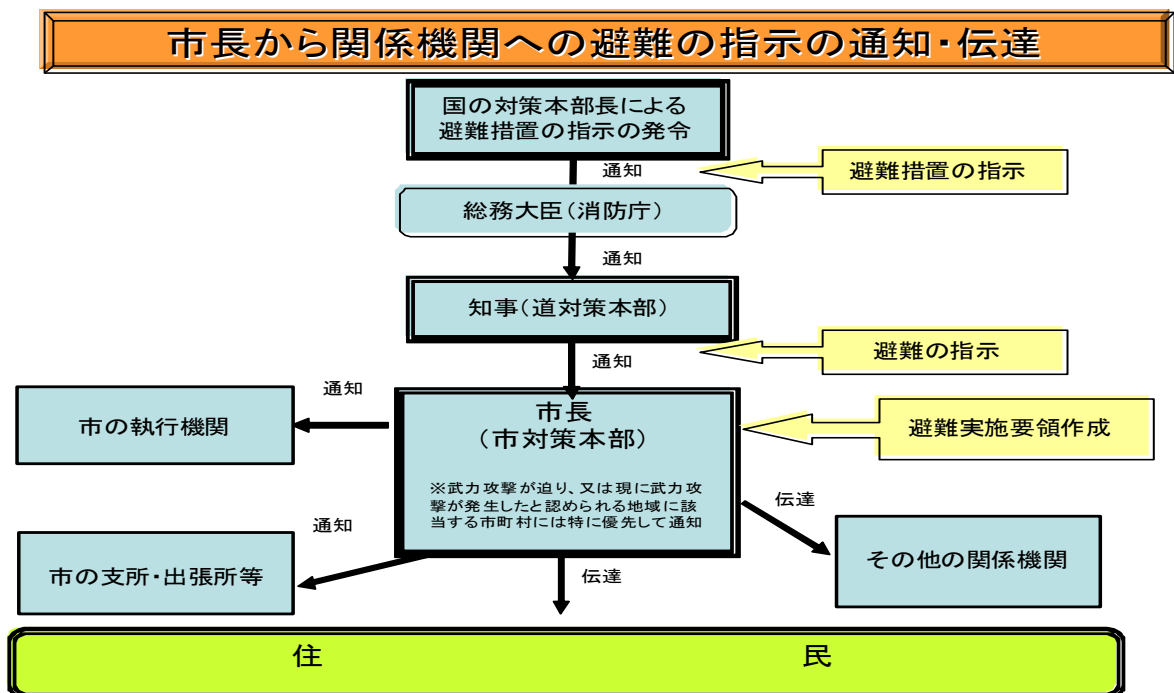 市長から関係機関への避難の指示の通知・伝達
国の対策本部長による
避難措置の指示の発令
通知
避難措置の指示
総務大臣(消防庁)
通知
知事(道対策本部)
避難の指示
通知
通知
市の執行機関
市長
(市対策本部)
避難実施要領作成
※武力攻撃が迫り、又は現に武力攻
撃が発生したと認められる地域に該
当する市町村には特に優先して通知
伝達
通知
その他の関係機関
市の支所・出張所等
伝達
住 民